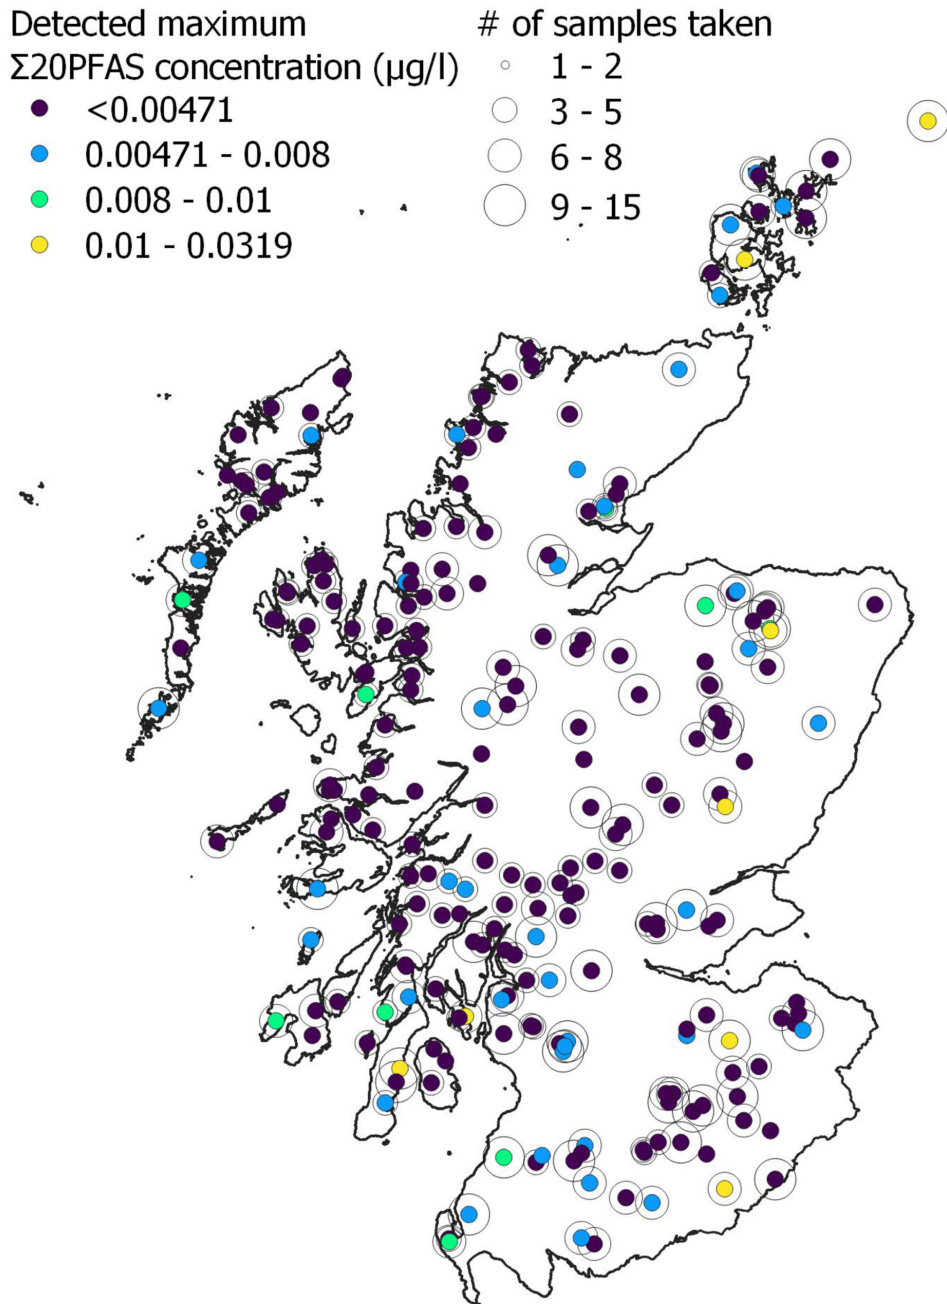 Detected maximum
Σ20PFAS concentration (µg/l)
<0.00471
0.00471 - 0.008
0.008 - 0.01
0.01 - 0.0319
# of samples taken
1 - 2
3 - 5
6 - 8
9 - 15